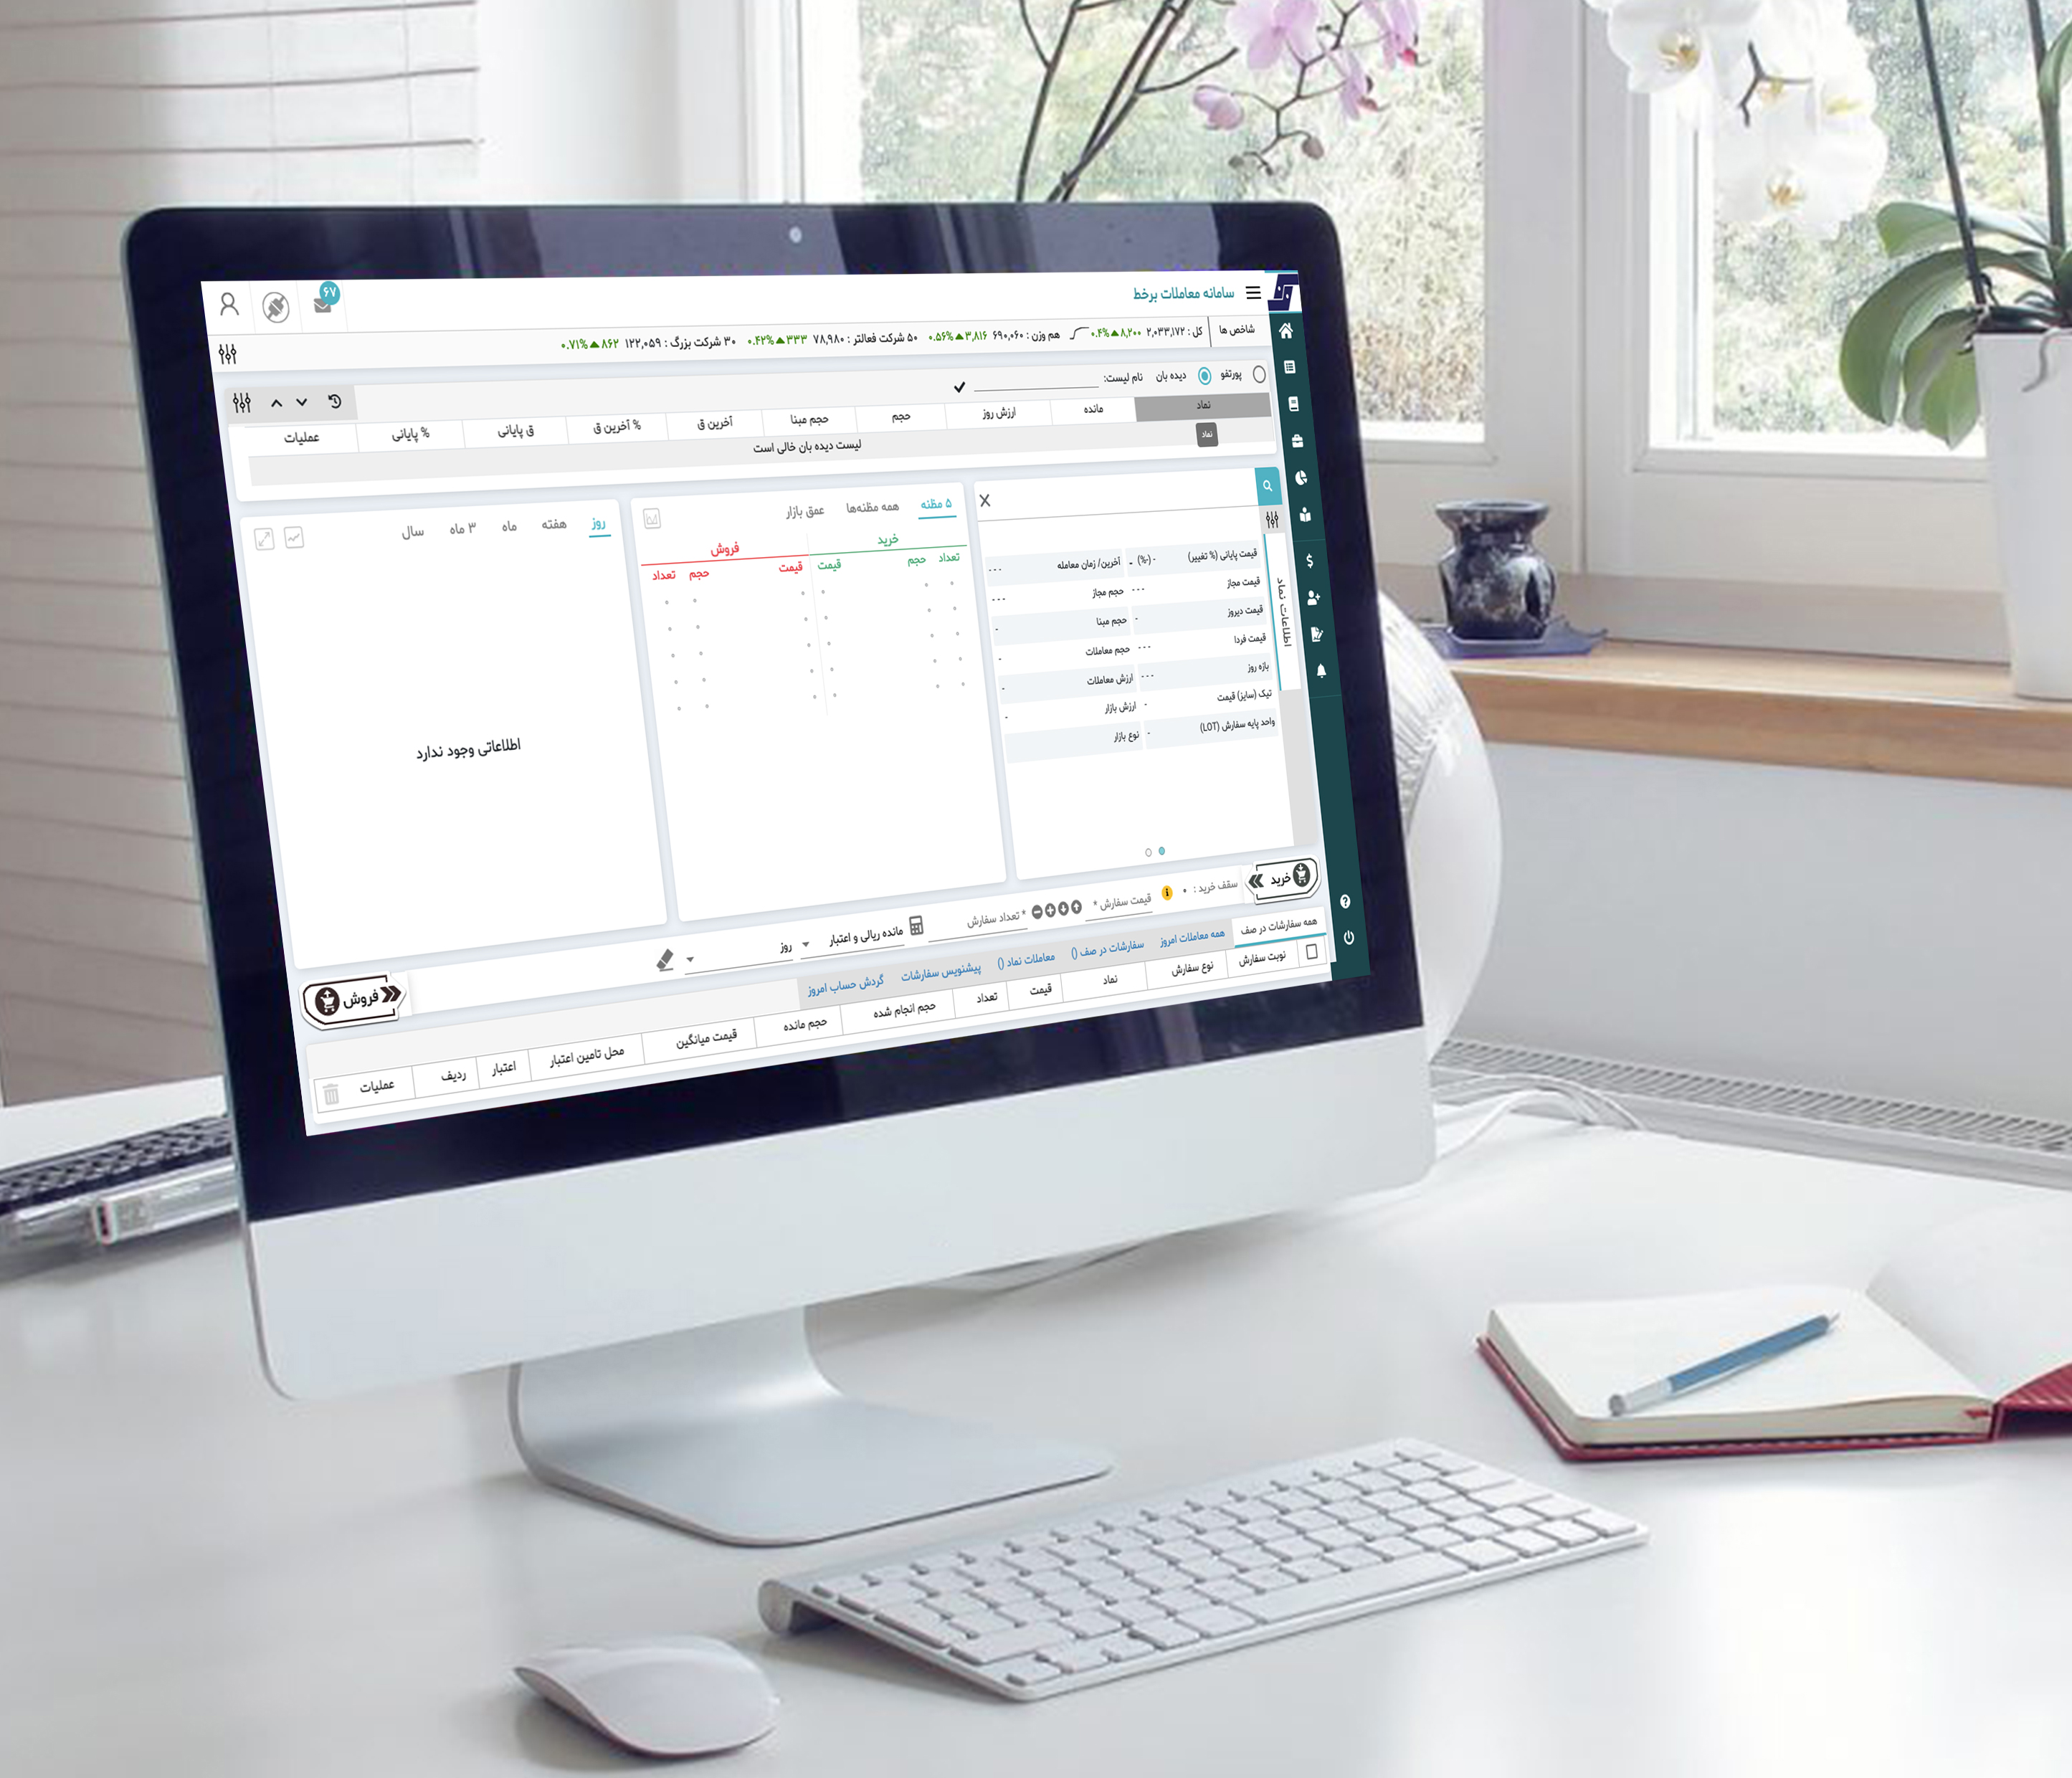 سامانه معاملات برخط
۶۷
شاخص ها | کل : ۲,۰۳۳,۱۷۲ ۸,۲۰۰▲۰.۴% هم وزن : ۶۹۰,۰۶۰ ۳,۸۱۶▲۰.۵۶% ۵۰ شرکت فعالتر : ۷۸,۹۸۰ ۳۳۳▲۰.۴۲% ۳۰ شرکت بزرگ : ۱۲۲,۰۵۹ ۸۶۲▲۰.۷۱%
پورتفو دیده بان نام لیست:
نماد مانده ارزش روز حجم حجم مبنا آخرین ق % آخرین ق ق پایانی % پایانی عملیات
نماد
لیست دیده بان خالی است
اطلاعات نماد
قیمت پایانی (% تغییر) - (-%) - آخرین/ زمان معامله - - -
قیمت مجاز - - - حجم مجاز - - -
قیمت دیروز - حجم مبنا -
قیمت فردا - - - حجم معاملات -
بازه روز - - - ارزش معاملات -
تیک (سایز) قیمت - ارزش بازار -
واحد پایه سفارش (LOT) - نوع بازار
۵ مظنه همه مظنه‌ها عمق بازار
خرید فروش
تعداد حجم قیمت قیمت حجم تعداد
روز هفته ماه ۳ ماه سال
اطلاعاتی وجود ندارد
خرید سقف خرید : ۰ قیمت سفارش * تعداد سفارش * مانده ریالی و اعتبار روز فروش
همه سفارشات در صف همه معاملات امروز سفارشات در صف () معاملات نماد () پیشنویس سفارشات گردش حساب امروز
نوبت سفارش نوع سفارش نماد قیمت تعداد حجم انجام شده حجم مانده قیمت میانگین محل تامین اعتبار اعتبار ردیف عملیات